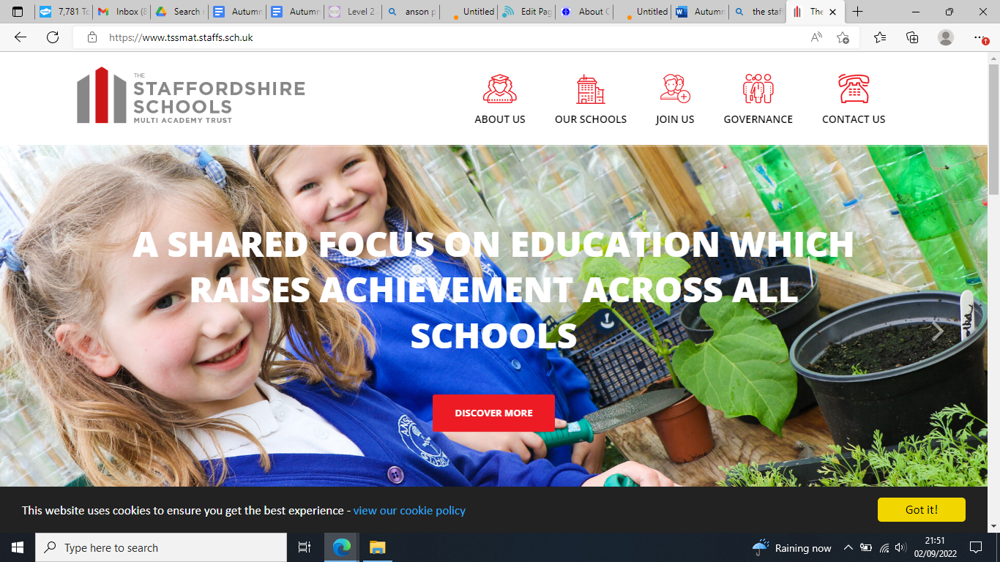 7,781 To
Inbox (8
Search r
Autumn
Autumn
Level 2
anson p
Untitled
Edit Pag
About C
Untitled
Autumn
the staf
The
https://www.tssmat.staffs.sch.uk
THE
STAFFORDSHIRE
SCHOOLS
MULTI ACADEMY TRUST
ABOUT US
OUR SCHOOLS
JOIN US
GOVERNANCE
CONTACT US
A SHARED FOCUS ON EDUCATION WHICH
RAISES ACHIEVEMENT ACROSS ALL
SCHOOLS
DISCOVER MORE
This website uses cookies to ensure you get the best experience - view our cookie policy
Got it!
Type here to search
Raining now
21:51
02/09/2022